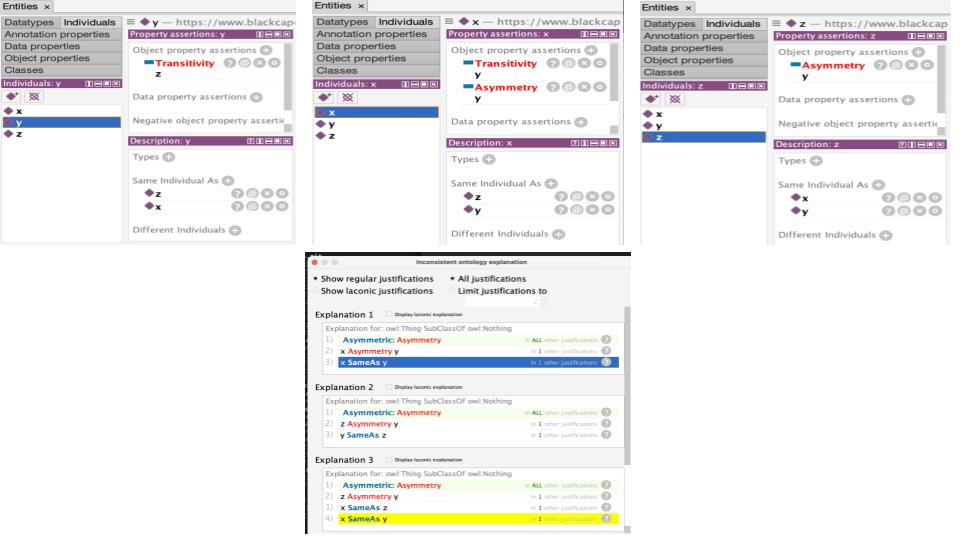 Entities ×
Datatypes Individuals
Annotation properties
Data properties
Object properties
Classes
Individuals: y
x
y
z
≡ ◆ y — https://www.blackcap
Property assertions: y
Object property assertions +
Transitivity ? @ × o
z
Data property assertions +
Negative object property assertio
Description: y
Types +
Same Individual As +
z ? @ × o
x ? @ × o
Different Individuals +
Entities ×
Datatypes Individuals
Annotation properties
Data properties
Object properties
Classes
Individuals: x
x
y
z
≡ ◆ x — https://www.blackcap
Property assertions: x
Object property assertions +
Transitivity ? @ × o
y
Asymmetry ? @ × o
y
Data property assertions +
Description: x
Types +
Same Individual As +
z ? @ × o
y ? @ × o
Different Individuals +
Entities ×
Datatypes Individuals
Annotation properties
Data properties
Object properties
Classes
Individuals: z
x
y
z
≡ ◆ z — https://www.blackcap
Property assertions: z
Object property assertions +
Asymmetry ? @ × o
y
Data property assertions +
Negative object property assertio
Description: z
Types +
Same Individual As +
x ? @ × o
y ? @ × o
Different Individuals +
Inconsistent ontology explanation
Show regular justifications All justifications
Show laconic justifications Limit justifications to
2
Explanation 1 Display laconic explanation
Explanation for: owl:Thing SubClassOf owl:Nothing
1) Asymmetric: Asymmetry In ALL other justifications ?
2) x Asymmetry y In 1 other justifications ?
3) x SameAs y In 1 other justifications ?
Explanation 2 Display laconic explanation
Explanation for: owl:Thing SubClassOf owl:Nothing
1) Asymmetric: Asymmetry In ALL other justifications ?
2) z Asymmetry y In 1 other justifications ?
3) y SameAs z In 1 other justifications ?
Explanation 3 Display laconic explanation
Explanation for: owl:Thing SubClassOf owl:Nothing
1) Asymmetric: Asymmetry In ALL other justifications ?
2) z Asymmetry y In 1 other justifications ?
3) x SameAs z In 1 other justifications ?
4) x SameAs y In 1 other justifications ?